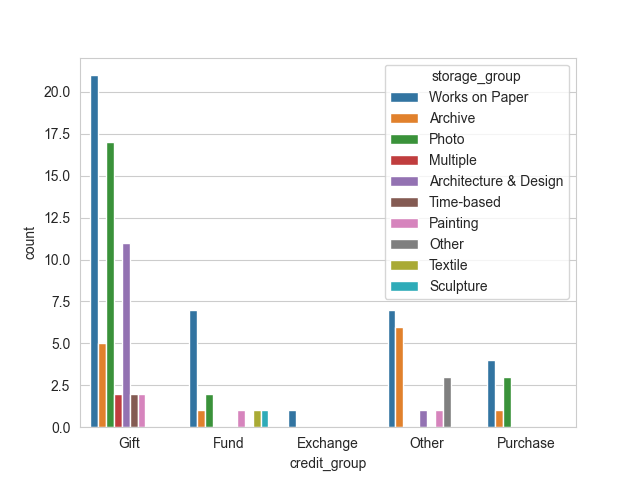 storage_group
Works on Paper
Archive
Photo
Multiple
Architecture & Design
Time-based
Painting
Other
Textile
Sculpture
20.0
17.5
15.0
12.5
10.0
7.5
5.0
2.5
0.0
count
Gift Fund Exchange Other Purchase
credit_group